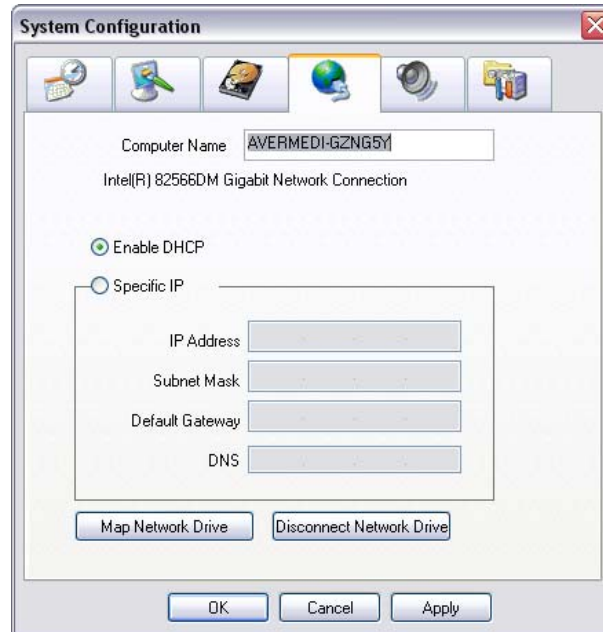 System Configuration
Computer Name AVERMEDI-GZNG5Y
Intel(R) 82566DM Gigabit Network Connection
Enable DHCP
Specific IP
IP Address
Subnet Mask
Default Gateway
DNS
Map Network Drive Disconnect Network Drive
OK Cancel Apply